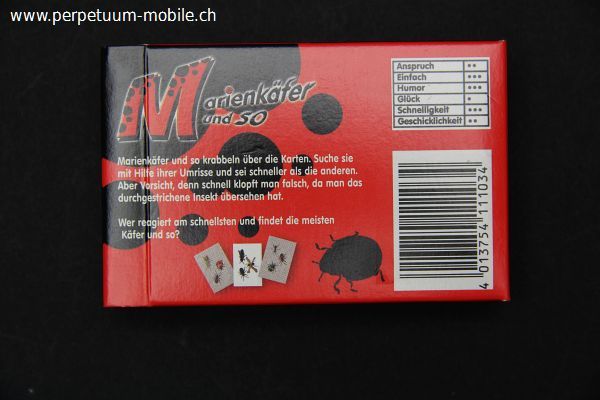 www.perpetuum-mobile.ch
Marienkäfer
und so
Anspruch ••
Einfach •••
Humor •••
Glück •
Schnelligkeit •••
Geschicklichkeit ••
Marienkäfer und so krabbeln über die Karten. Suche sie
mit Hilfe ihrer Umrisse und sei schneller als die anderen.
Aber Vorsicht, denn schnell klopft man falsch, da man das
durchgestrichene Insekt übersehen hat.
Wer reagiert am schnellsten und findet die meisten
Käfer und so?
4 013754 111034